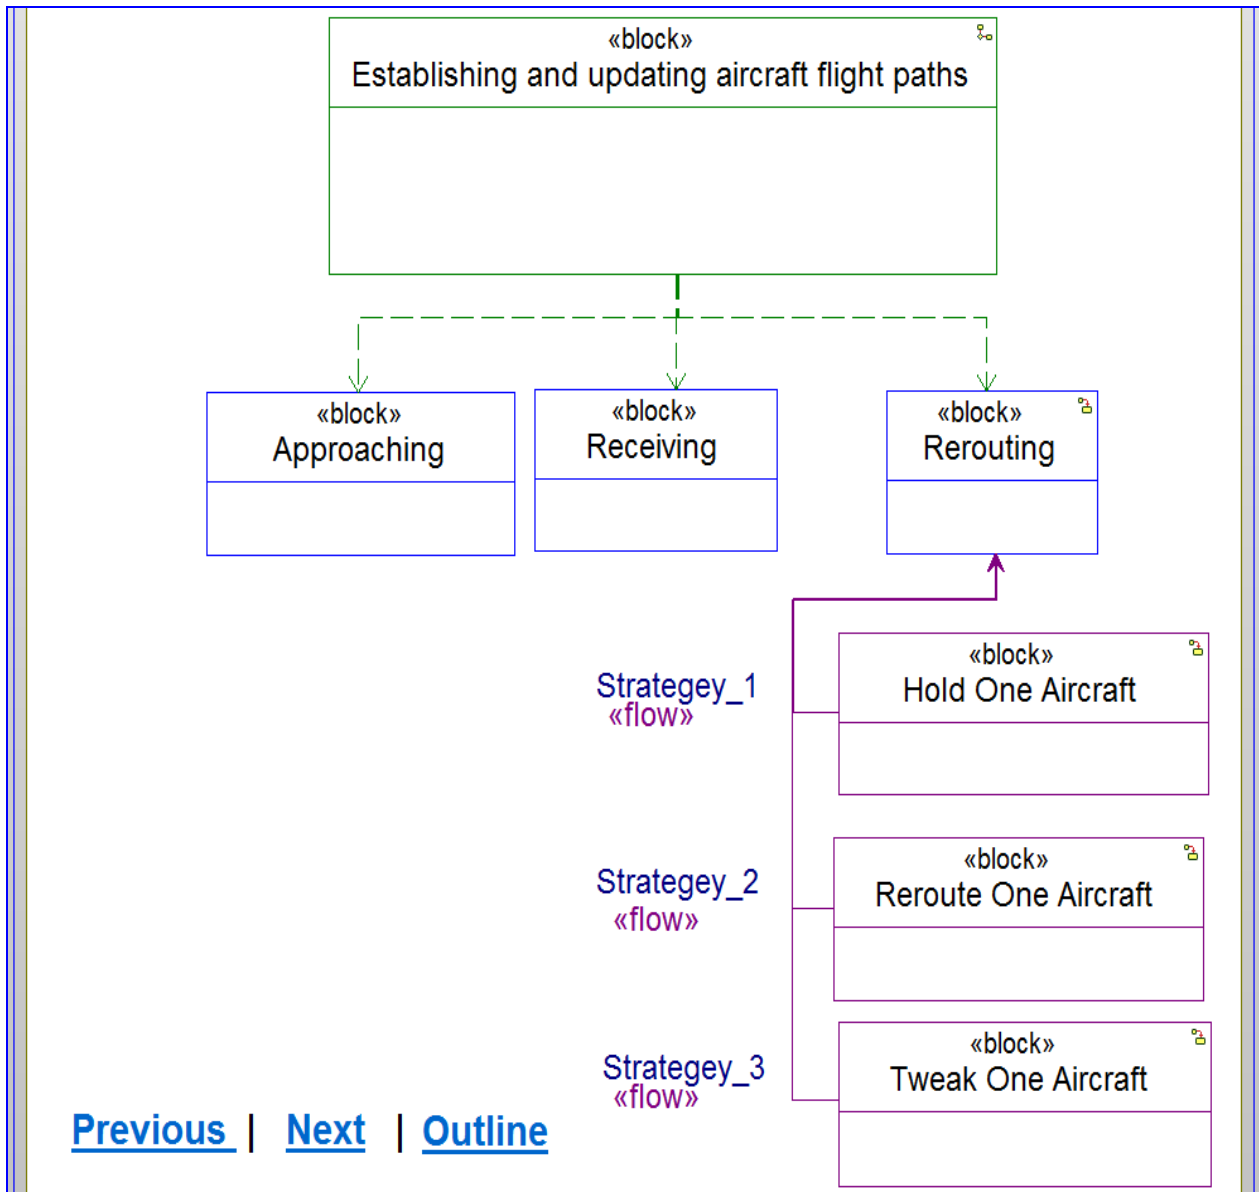 «block»
Establishing and updating aircraft flight paths
«block»
Approaching
«block»
Receiving
«block»
Rerouting
«block»
Hold One Aircraft
Strategey_1
«flow»
«block»
Reroute One Aircraft
Strategey_2
«flow»
«block»
Tweak One Aircraft
Strategey_3
«flow»
Previous | Next | Outline